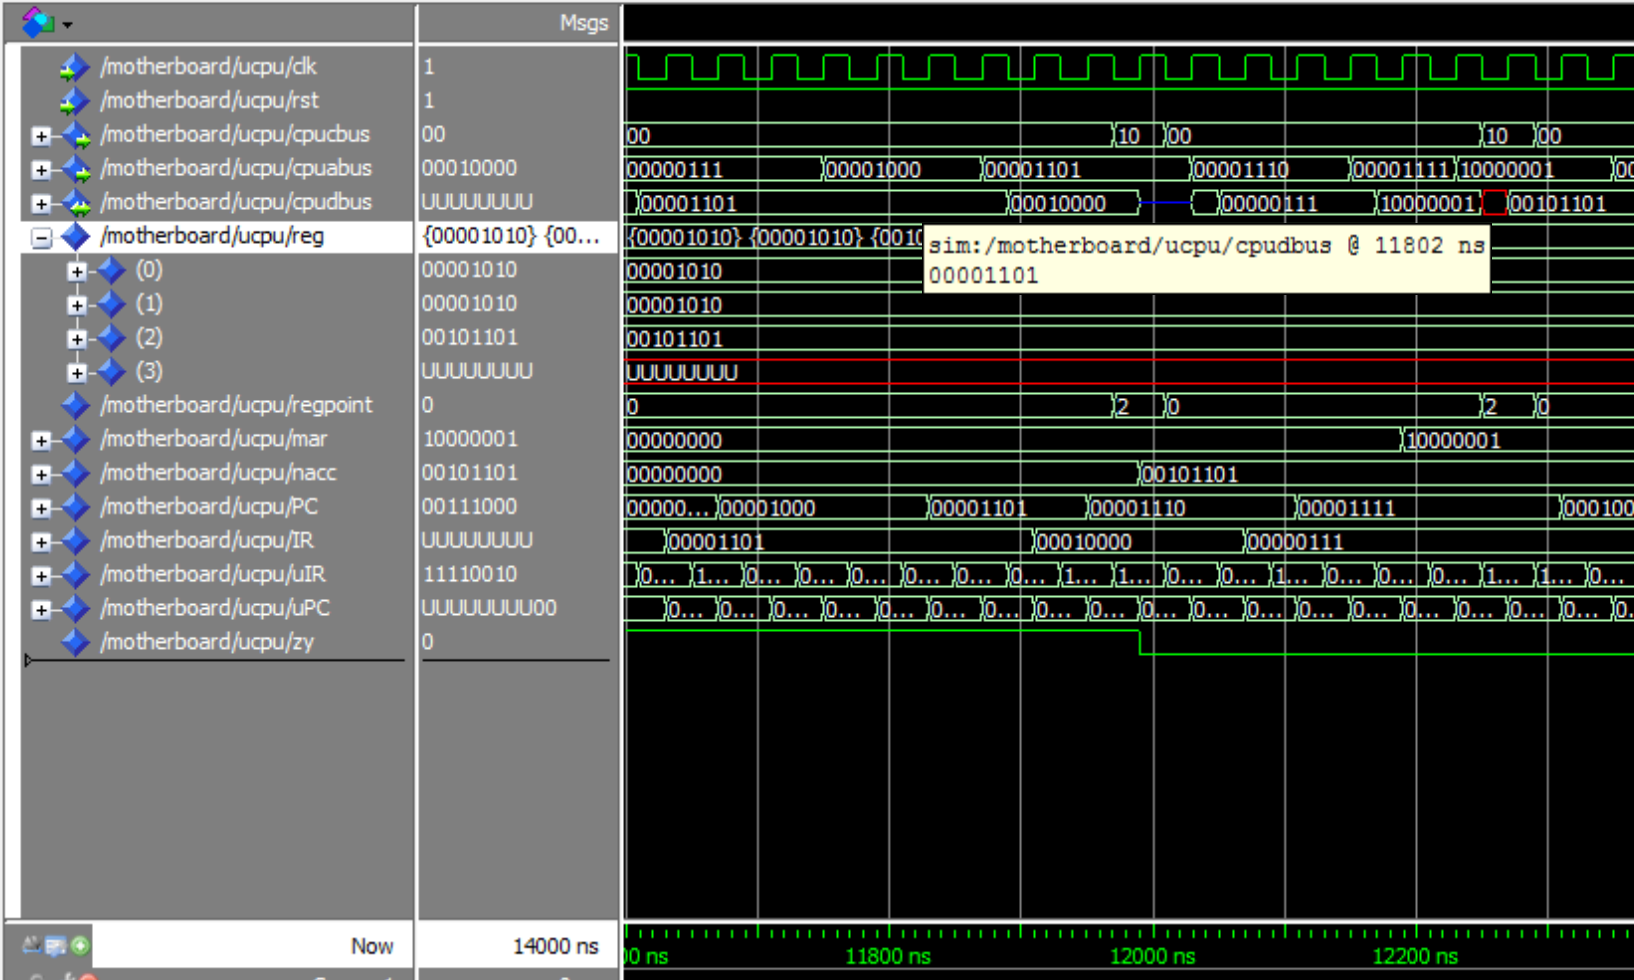 Msgs
/motherboard/ucpu/clk 1
/motherboard/ucpu/rst 1
/motherboard/ucpu/cpucbus 00 00 10 00 10 00
/motherboard/ucpu/cpuabus 00010000 00000111 00001000 00001101 00001110 00001111 10000001 00
/motherboard/ucpu/cpudbus UUUUUUUU 00001101 00010000 00000111 10000001 00101101
/motherboard/ucpu/reg {00001010} {00... {00001010} {00001010} {0010
sim:/motherboard/ucpu/cpudbus @ 11802 ns
00001101
(0) 00001010 00001010
(1) 00001010 00001010
(2) 00101101 00101101
(3) UUUUUUUU UUUUUUUU
/motherboard/ucpu/regpoint 0 0 2 0 2 0
/motherboard/ucpu/mar 10000001 00000000 10000001
/motherboard/ucpu/nacc 00101101 00000000 00101101
/motherboard/ucpu/PC 00111000 00000... 00001000 00001101 00001110 00001111 000100
/motherboard/ucpu/IR UUUUUUUU 00001101 00010000 00000111
/motherboard/ucpu/uIR 11110010 0... 1... 0... 0... 0... 0... 0... 0... 1... 1... 0... 0... 1... 0... 0... 0... 1... 1... 0...
/motherboard/ucpu/uPC UUUUUUUU00 0... 0... 0... 0... 0... 0... 0... 0... 0... 0... 0... 0... 0... 0... 0... 0... 0... 0... 0.
/motherboard/ucpu/zy 0
Now 14000 ns 00 ns 11800 ns 12000 ns 12200 ns